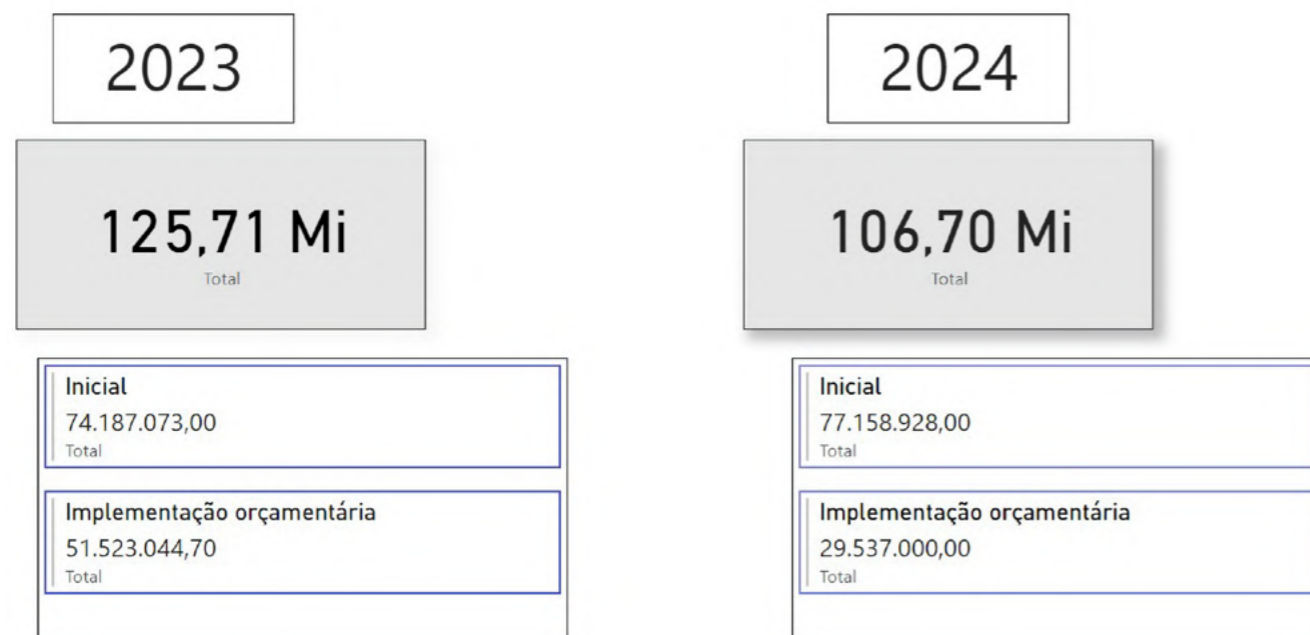 2023
125,71 Mi
Total
Inicial
74.187.073,00
Total
Implementação orçamentária
51.523.044,70
Total
2024
106,70 Mi
Total
Inicial
77.158.928,00
Total
Implementação orçamentária
29.537.000,00
Total